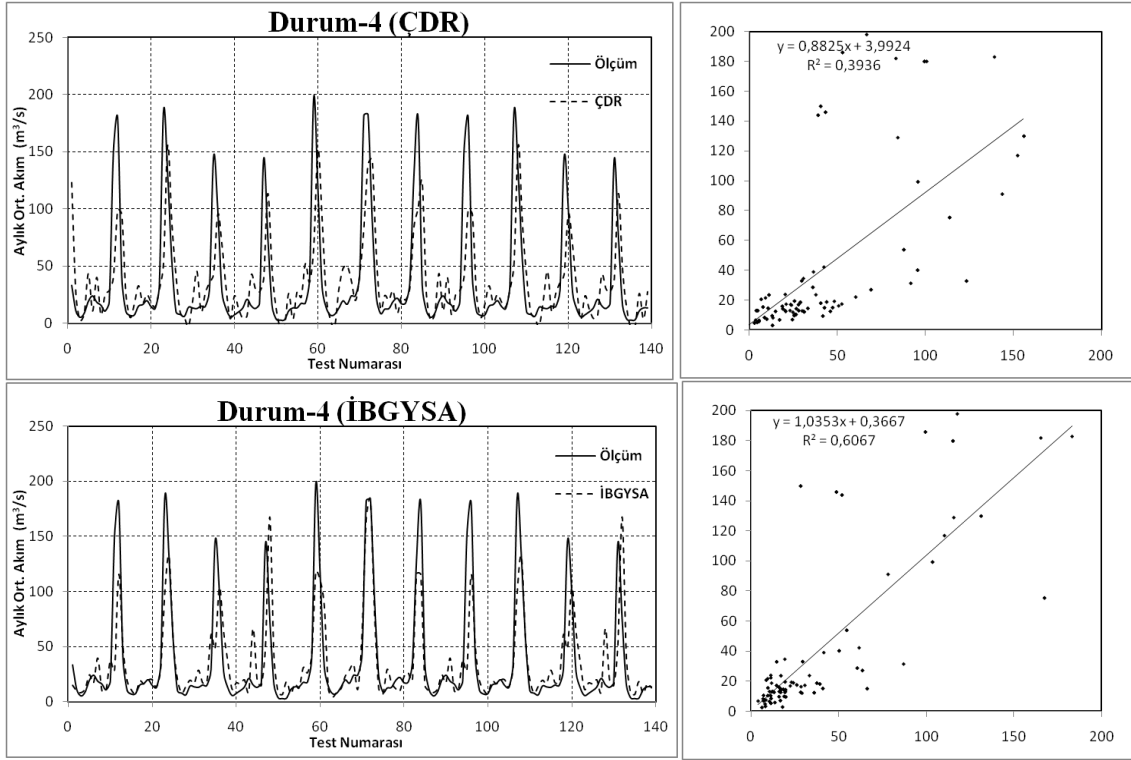 Durum-4 (ÇDR)
Aylık Ort. Akım (m³/s)
250
200
150
100
50
0
Ölçüm
ÇDR
0 20 40 60 80 100 120 140
Test Numarası
y = 0,8825x + 3,9924
R² = 0,3936
200
180
160
140
120
100
80
60
40
20
0
0 50 100 150 200
Durum-4 (İBGYSA)
Aylık Ort. Akım (m³/s)
250
200
150
100
50
0
Ölçüm
İBGYSA
0 20 40 60 80 100 120 140
Test Numarası
y = 1,0353x + 0,3667
R² = 0,6067
200
180
160
140
120
100
80
60
40
20
0
0 50 100 150 200